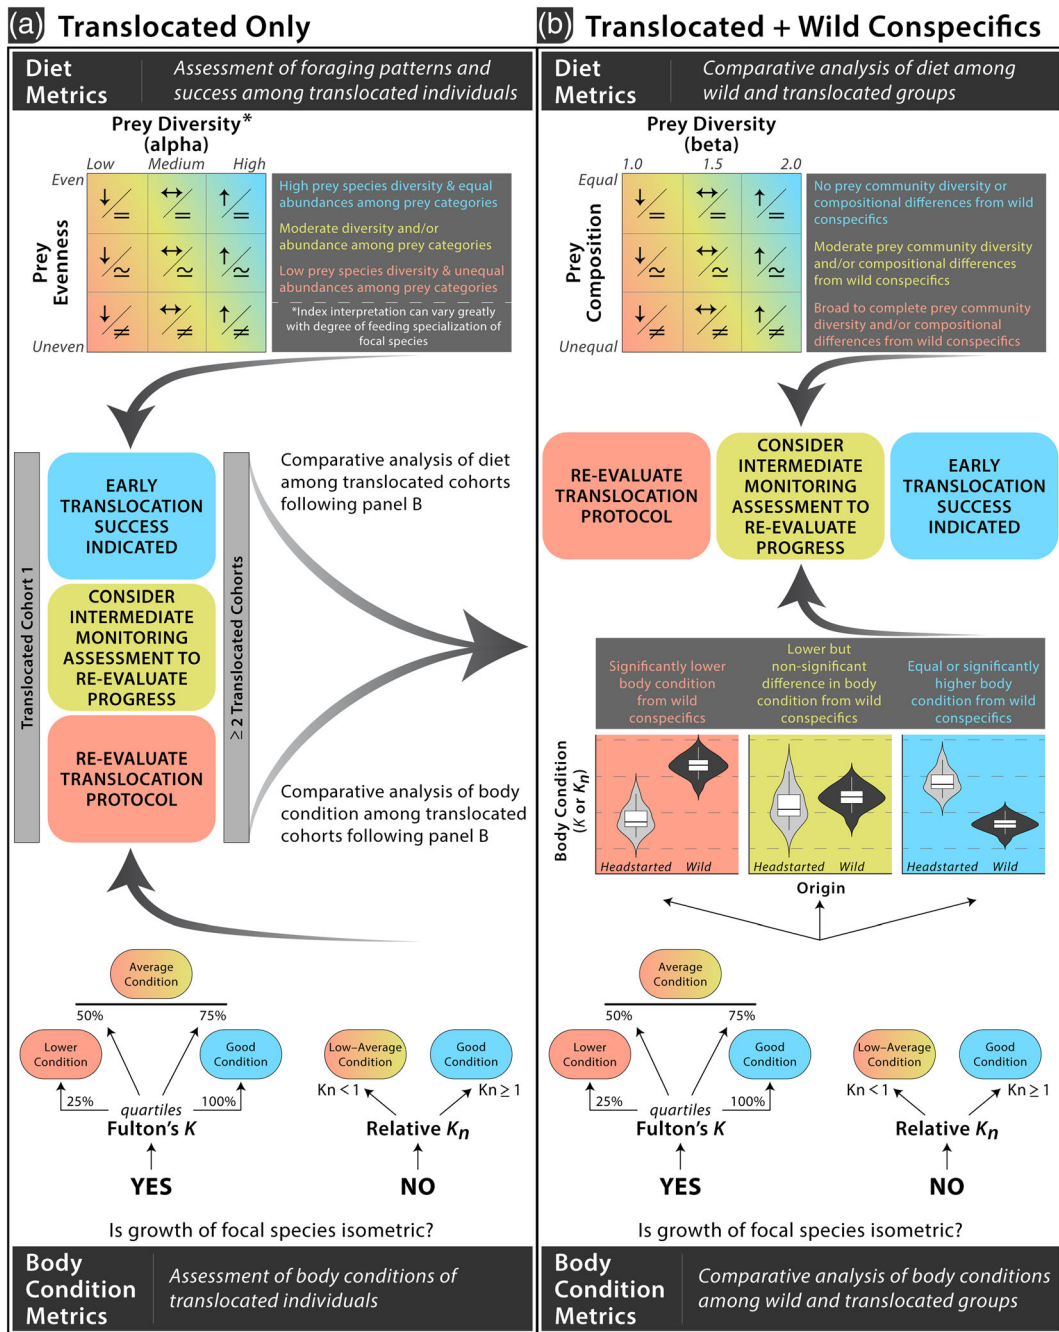 (a) Translocated Only
Diet
Metrics
Assessment of foraging patterns and
success among translocated individuals
Prey Diversity*
(alpha)
Low Medium High
Even
Uneven
Prey
Evenness
↓/= ↔/= ↑/=
↓/≃ ↔/≃ ↑/≃
↓/≠ ↔/≠ ↑/≠
High prey species diversity & equal
abundances among prey categories
Moderate diversity and/or
abundance among prey categories
Low prey species diversity & unequal
abundances among prey categories
*Index interpretation can vary greatly
with degree of feeding specialization of
focal species
Translocated Cohort 1
EARLY
TRANSLOCATION
SUCCESS
INDICATED
CONSIDER
INTERMEDIATE
MONITORING
ASSESSMENT TO
RE-EVALUATE
PROGRESS
RE-EVALUATE
TRANSLOCATION
PROTOCOL
≥ 2 Translocated Cohorts
Comparative analysis of diet
among translocated cohorts
following panel B
Comparative analysis of body
condition among translocated
cohorts following panel B
Average
Condition
50% 75%
Lower
Condition
Good
Condition
25% quartiles 100%
Fulton's K
YES
Low–Average
Condition
Good
Condition
Kn < 1 Kn ≥ 1
Relative Kn
NO
Is growth of focal species isometric?
Body
Condition
Metrics
Assessment of body conditions of
translocated individuals
(b) Translocated + Wild Conspecifics
Diet
Metrics
Comparative analysis of diet among
wild and translocated groups
Prey Diversity
(beta)
1.0 1.5 2.0
Equal
Unequal
Prey
Composition
↓/= ↔/= ↑/=
↓/≃ ↔/≃ ↑/≃
↓/≠ ↔/≠ ↑/≠
No prey community diversity or
compositional differences from wild
conspecifics
Moderate prey community diversity
and/or compositional differences
from wild conspecifics
Broad to complete prey community
diversity and/or compositional
differences from wild conspecifics
RE-EVALUATE
TRANSLOCATION
PROTOCOL
CONSIDER
INTERMEDIATE
MONITORING
ASSESSMENT TO
RE-EVALUATE
PROGRESS
EARLY
TRANSLOCATION
SUCCESS
INDICATED
Significantly lower
body condition
from wild
conspecifics
Lower but
non-significant
difference in body
condition from wild
conspecifics
Equal or significantly
higher body
condition from wild
conspecifics
Body Condition
(K or Kn)
Headstarted Wild
Headstarted Wild
Headstarted Wild
Origin
Average
Condition
50% 75%
Lower
Condition
Good
Condition
25% quartiles 100%
Fulton's K
YES
Low–Average
Condition
Good
Condition
Kn < 1 Kn ≥ 1
Relative Kn
NO
Is growth of focal species isometric?
Body
Condition
Metrics
Comparative analysis of body conditions
among wild and translocated groups